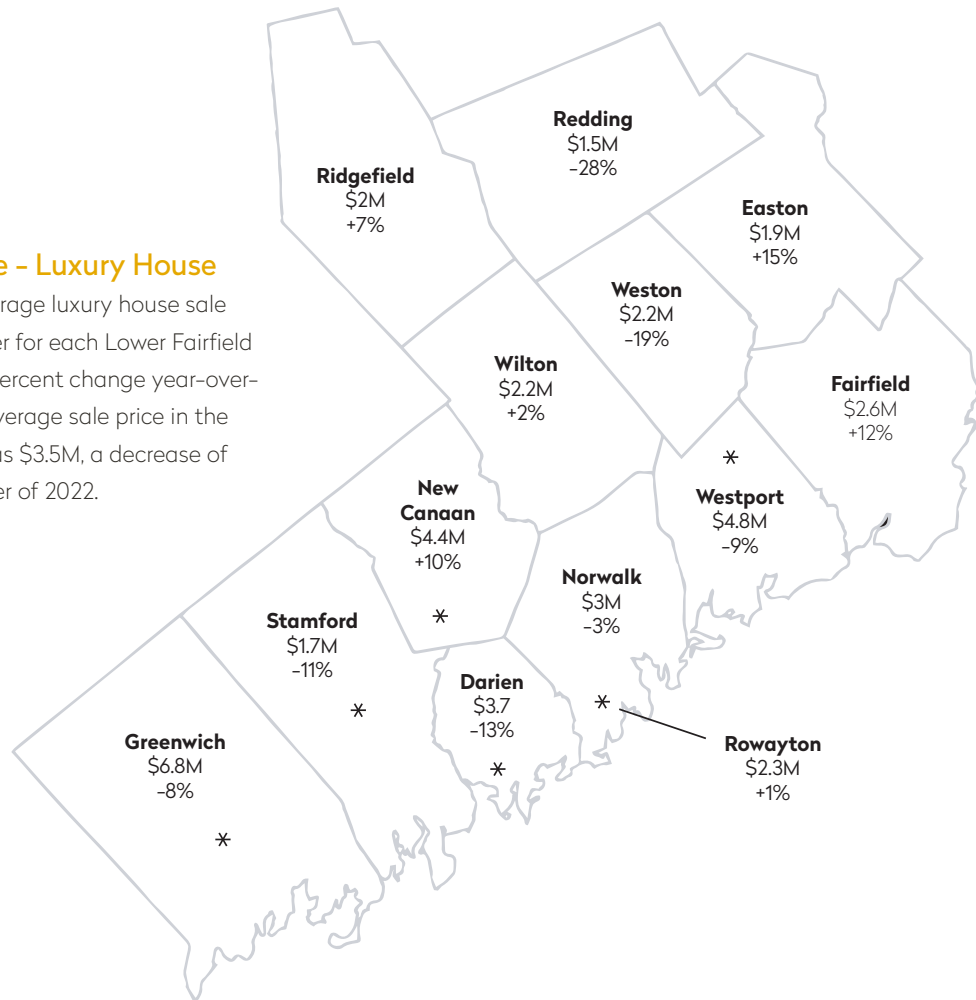 e - Luxury House
rage luxury house sale
er for each Lower Fairfield
percent change year-over-
verage sale price in the
as $3.5M, a decrease of
er of 2022.
Redding
$1.5M
-28%
Ridgefield
$2M
+7%
Easton
$1.9M
+15%
Weston
$2.2M
-19%
Wilton
$2.2M
+2%
Fairfield
$2.6M
+12%
New
Canaan
$4.4M
+10%
*
*
Westport
$4.8M
-9%
Norwalk
$3M
-3%
*
Stamford
$1.7M
-11%
*
Darien
$3.7
-13%
*
Rowayton
$2.3M
+1%
Greenwich
$6.8M
-8%
*